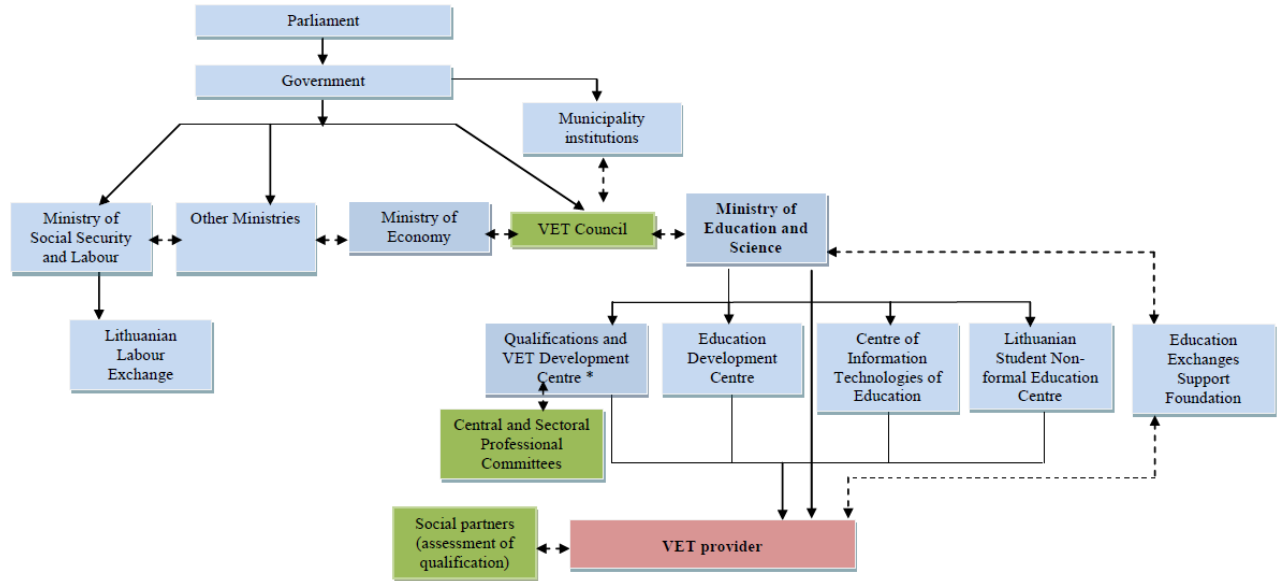 Parliament
Government
Municipality
institutions
Ministry of
Social Security
and Labour
Other Ministries
Ministry of
Economy
VET Council
Ministry of
Education and
Science
Lithuanian
Labour
Exchange
Qualifications and
VET Development
Centre *
Education
Development
Centre
Centre of
Information
Technologies of
Education
Lithuanian
Student Non-
formal Education
Centre
Education
Exchanges
Support
Foundation
Central and Sectoral
Professional
Committees
Social partners
(assessment of
qualification)
VET provider